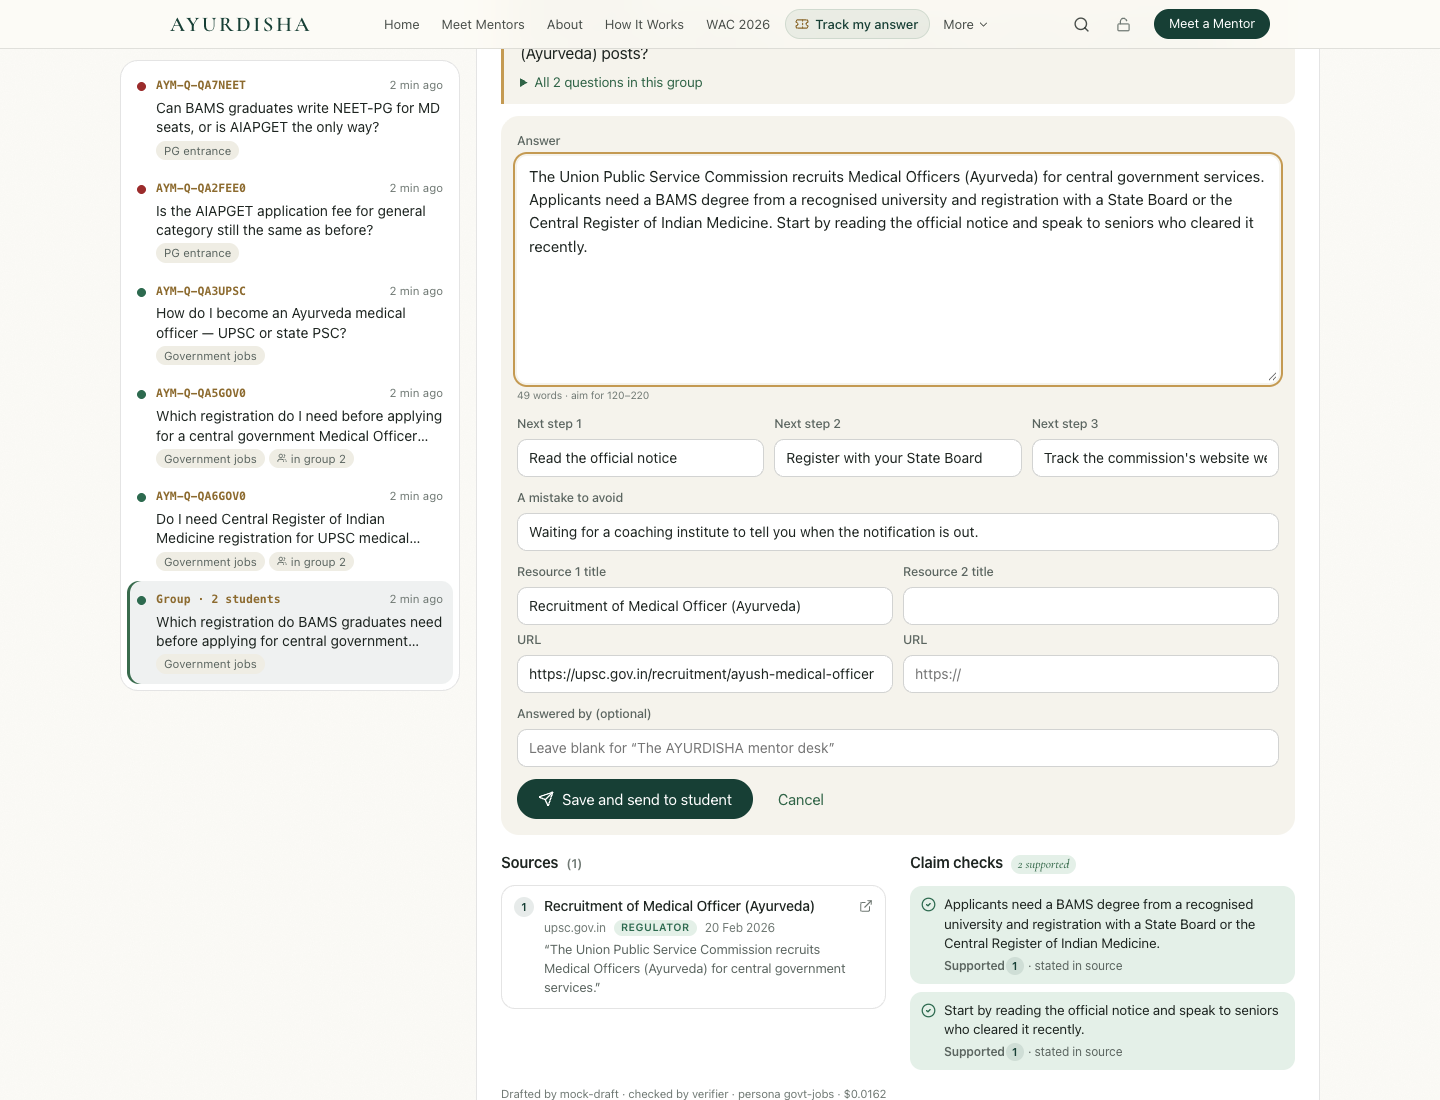 AYURDISHA
Home
Meet Mentors
About
How It Works
WAC 2026
Track my answer
More
Meet a Mentor
AYM-Q-QA7NEET
2 min ago
Can BAMS graduates write NEET-PG for MD
seats, or is AIAPGET the only way?
PG entrance
AYM-Q-QA2FEE0
2 min ago
Is the AIAPGET application fee for general
category still the same as before?
PG entrance
AYM-Q-QA3UPSC
2 min ago
How do I become an Ayurveda medical
officer — UPSC or state PSC?
Government jobs
AYM-Q-QA5GOV0
2 min ago
Which registration do I need before applying
for a central government Medical Officer…
Government jobs
in group 2
AYM-Q-QA6GOV0
2 min ago
Do I need Central Register of Indian
Medicine registration for UPSC medical…
Government jobs
in group 2
Group · 2 students
2 min ago
Which registration do BAMS graduates need
before applying for central government…
Government jobs
(Ayurveda) posts?
All 2 questions in this group
Answer
The Union Public Service Commission recruits Medical Officers (Ayurveda) for central government services.
Applicants need a BAMS degree from a recognised university and registration with a State Board or the
Central Register of Indian Medicine. Start by reading the official notice and speak to seniors who cleared it
recently.
49 words · aim for 120–220
Next step 1
Next step 2
Next step 3
Read the official notice
Register with your State Board
Track the commission's website we
A mistake to avoid
Waiting for a coaching institute to tell you when the notification is out.
Resource 1 title
Resource 2 title
Recruitment of Medical Officer (Ayurveda)
URL
URL
https://upsc.gov.in/recruitment/ayush-medical-officer
https://
Answered by (optional)
Leave blank for “The AYURDISHA mentor desk”
Save and send to student
Cancel
Sources (1)
1
Recruitment of Medical Officer (Ayurveda)
upsc.gov.in
REGULATOR
20 Feb 2026
“The Union Public Service Commission recruits
Medical Officers (Ayurveda) for central government
services.”
Claim checks
2 supported
Applicants need a BAMS degree from a recognised
university and registration with a State Board or the
Central Register of Indian Medicine.
Supported 1 · stated in source
Start by reading the official notice and speak to seniors
who cleared it recently.
Supported 1 · stated in source
Drafted by mock-draft · checked by verifier · persona govt-jobs · $0.0162